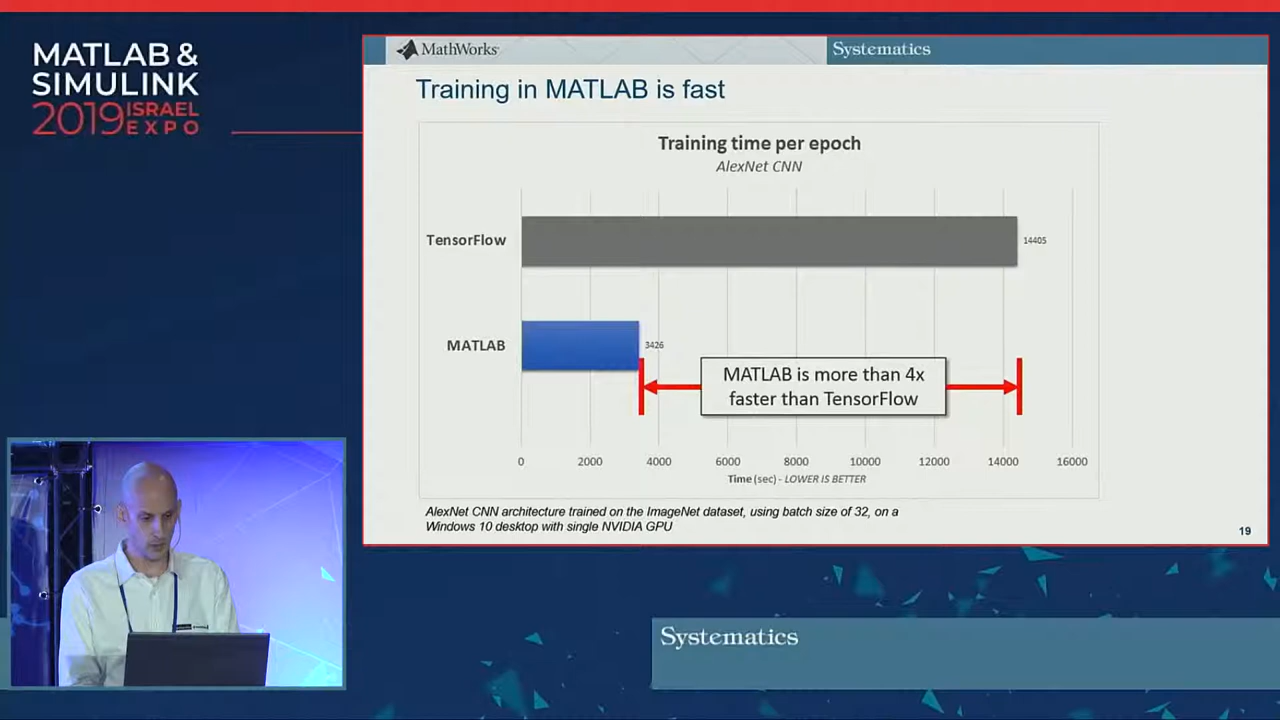 MATLAB &
SIMULINK
2019 ISRAEL
EXPO
MathWorks
Systematics
Training in MATLAB is fast
Training time per epoch
AlexNet CNN
TensorFlow
14405
MATLAB
3426
MATLAB is more than 4x
faster than TensorFlow
0 2000 4000 6000 8000 10000 12000 14000 16000
Time (sec) - LOWER IS BETTER
AlexNet CNN architecture trained on the ImageNet dataset, using batch size of 32, on a
Windows 10 desktop with single NVIDIA GPU
19
Systematics